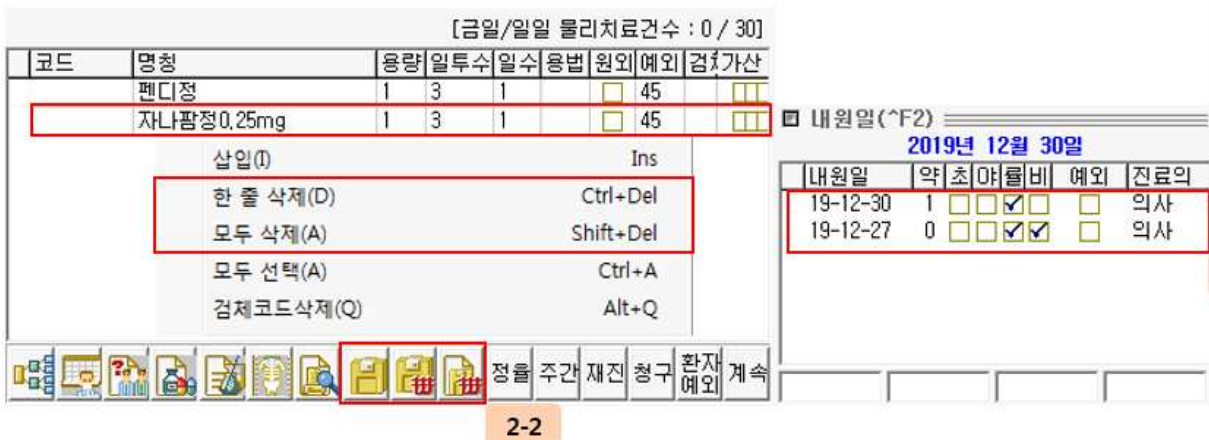 [금일/일일 물리치료건수 : 0 / 30]
코드 명칭 용량 일투수 일수 용법 원외 예외 검체 가산
펜디정 1 3 1 45
자나팜정0,25mg 1 3 1 45
삽입(I) Ins
한 줄 삭제(D) Ctrl+Del
모두 삭제(A) Shift+Del
모두 선택(A) Ctrl+A
검체코드삭제(Q) Alt+Q
정율 주간 재진 청구 환자예외 계속
2-2
내원일(^F2)
2019년 12월 30일
내원일 약 초 야 률 비 예외 진료의
19-12-30 1 의사
19-12-27 0 의사